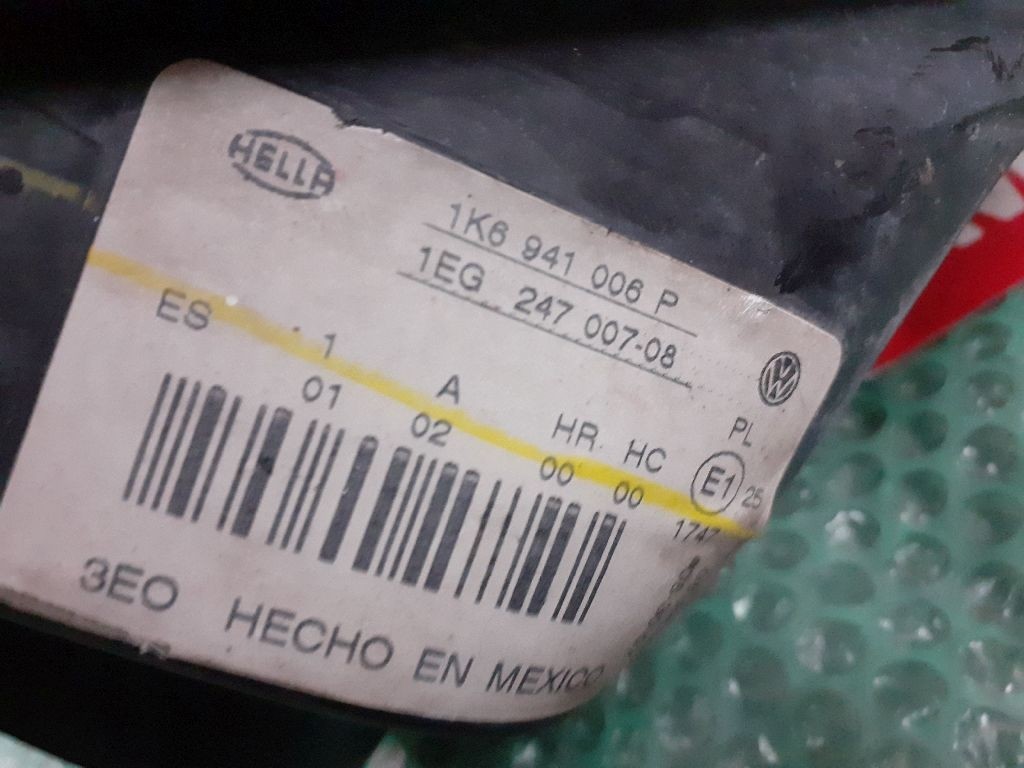 HELLA
1K6 941 006 P
1EG 247 007-08
ES 1 A HR HC PL
01 02 00 00 E1 25
1747
3EO HECHO EN MEXICO